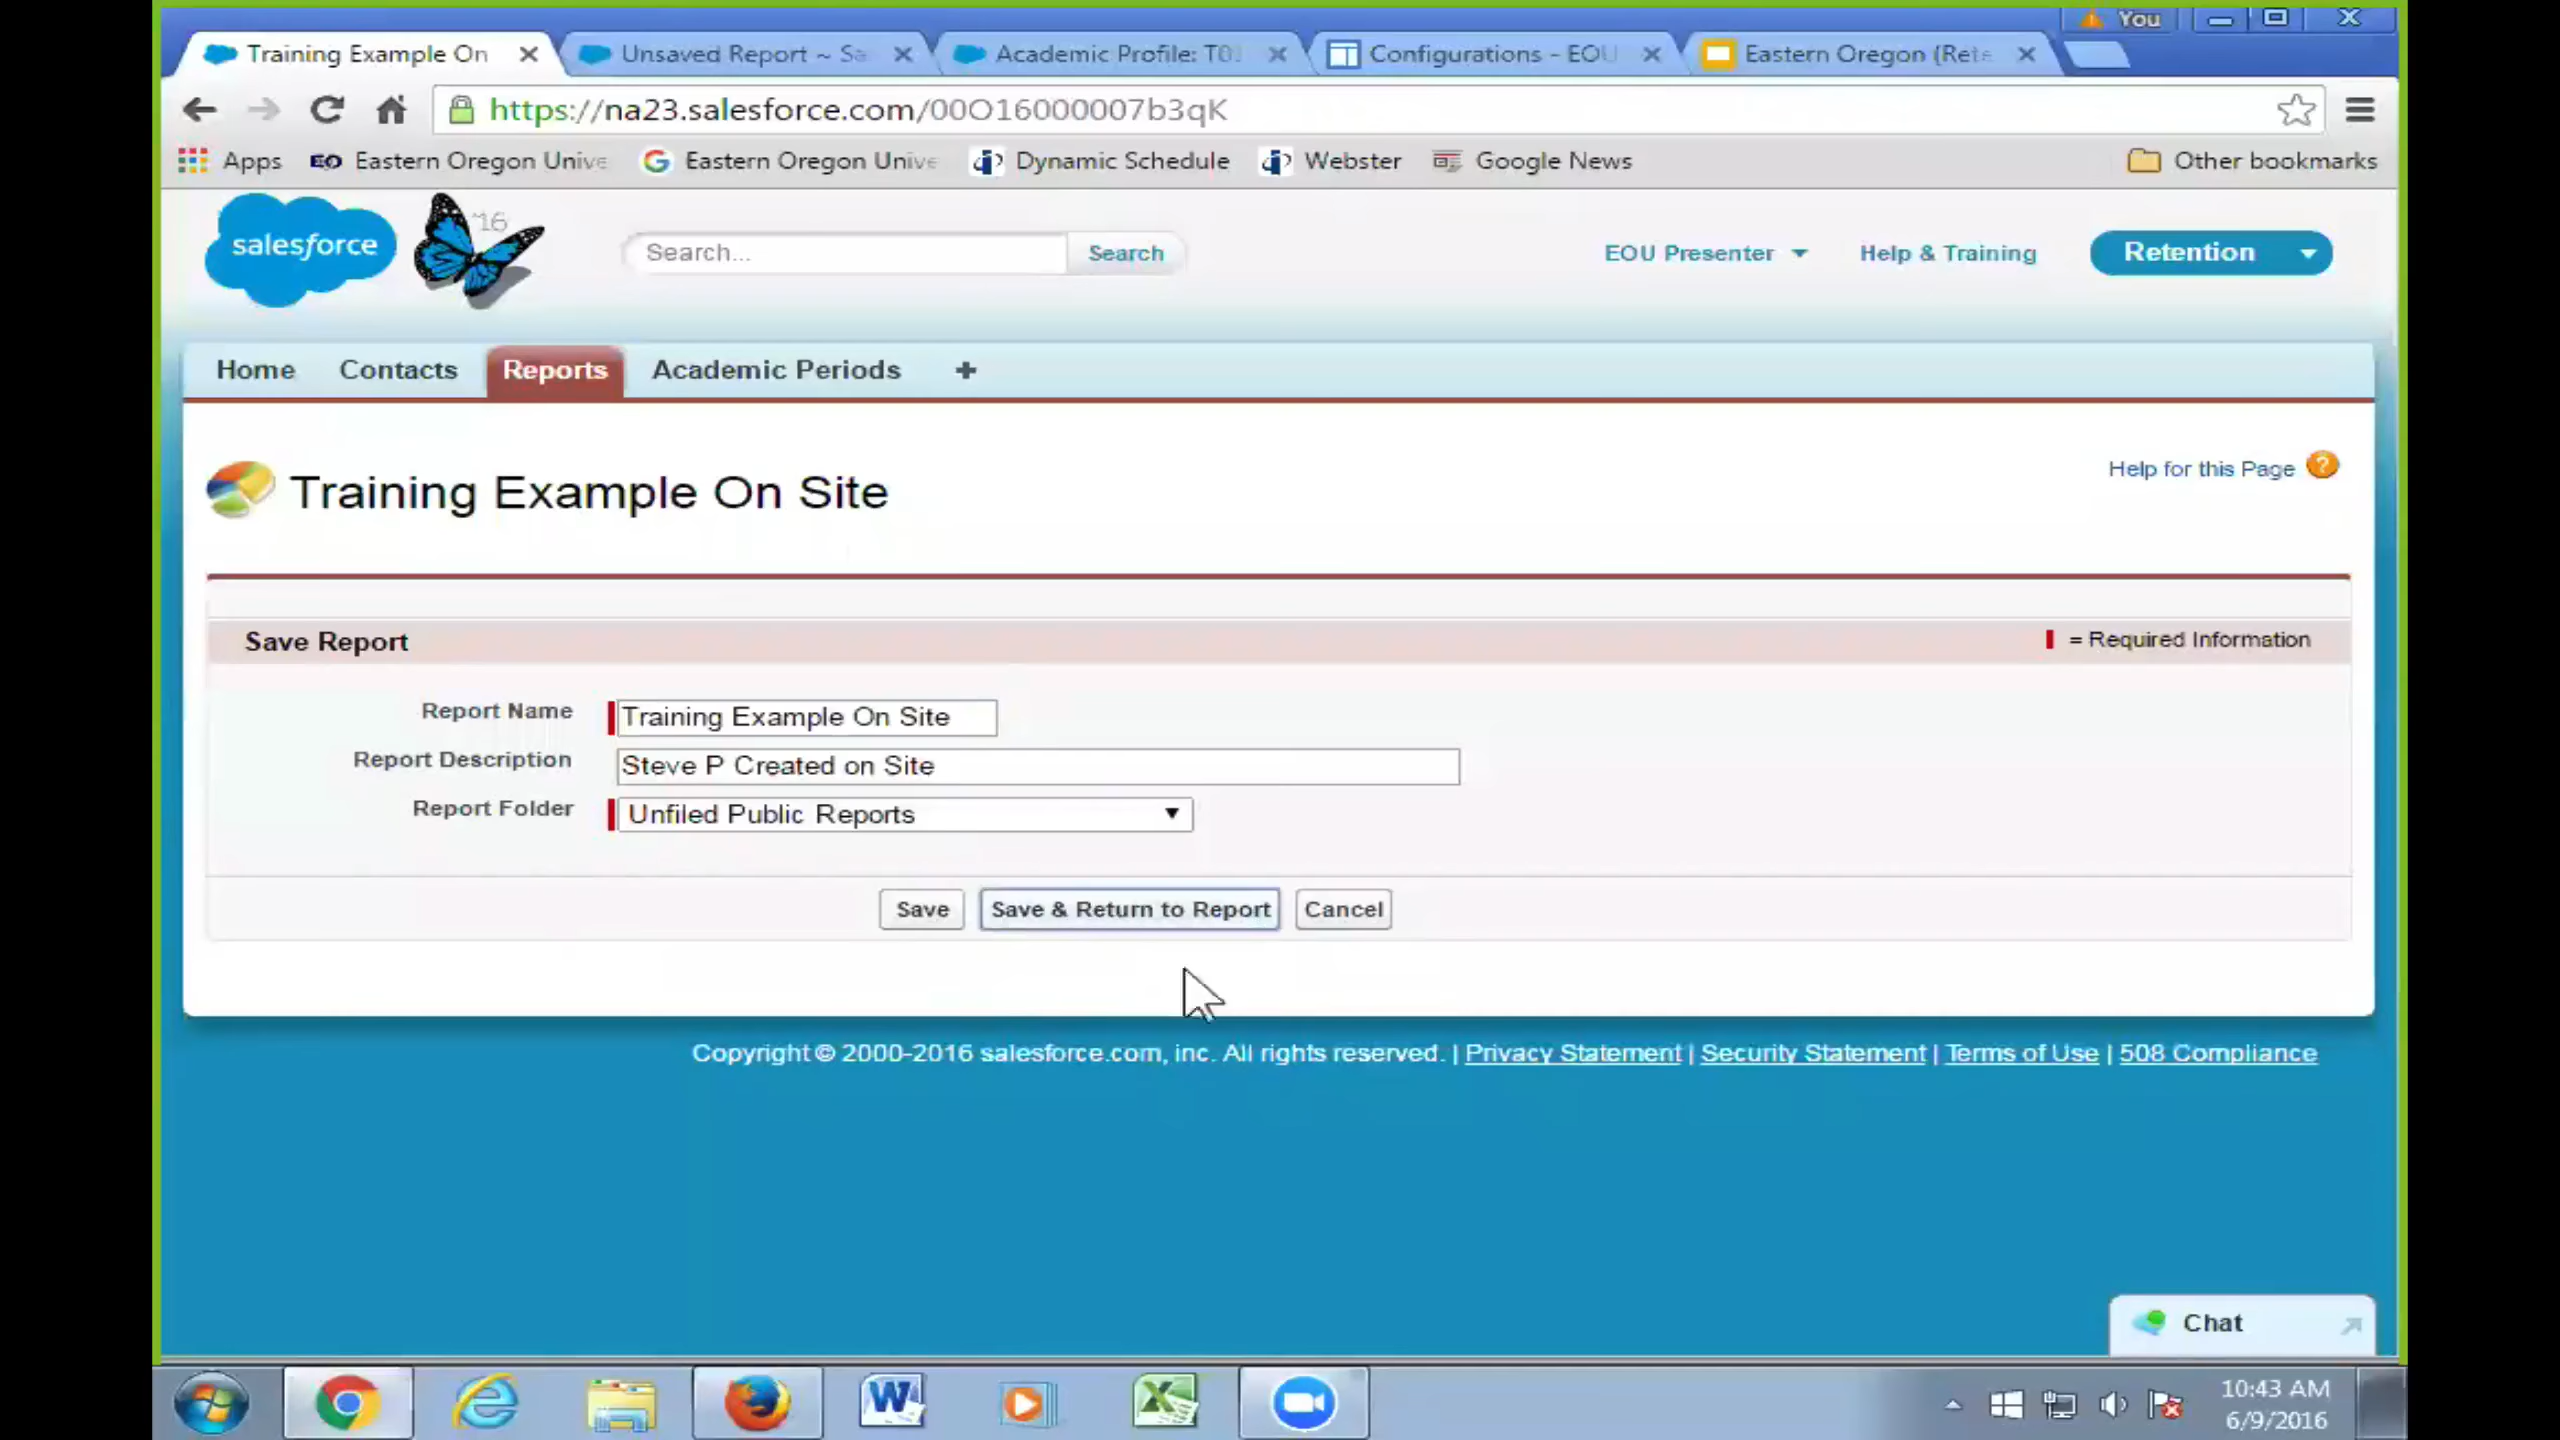 You
Training Example On
Unsaved Report ~ Sa
Academic Profile: T0
Configurations - EOU
Eastern Oregon (Rete
https://na23.salesforce.com/00O16000007b3qK
Apps
Eastern Oregon Unive
Eastern Oregon Unive
Dynamic Schedule
Webster
Google News
Other bookmarks
salesforce
'16
Search...
Search
EOU Presenter
Help & Training
Retention
Home
Contacts
Reports
Academic Periods
+
Training Example On Site
Help for this Page
?
Save Report
= Required Information
Report Name
Training Example On Site
Report Description
Steve P Created on Site
Report Folder
Unfiled Public Reports
Save
Save & Return to Report
Cancel
Copyright © 2000-2016 salesforce.com, inc. All rights reserved. | Privacy Statement | Security Statement | Terms of Use | 508 Compliance
Chat
10:43 AM
6/9/2016